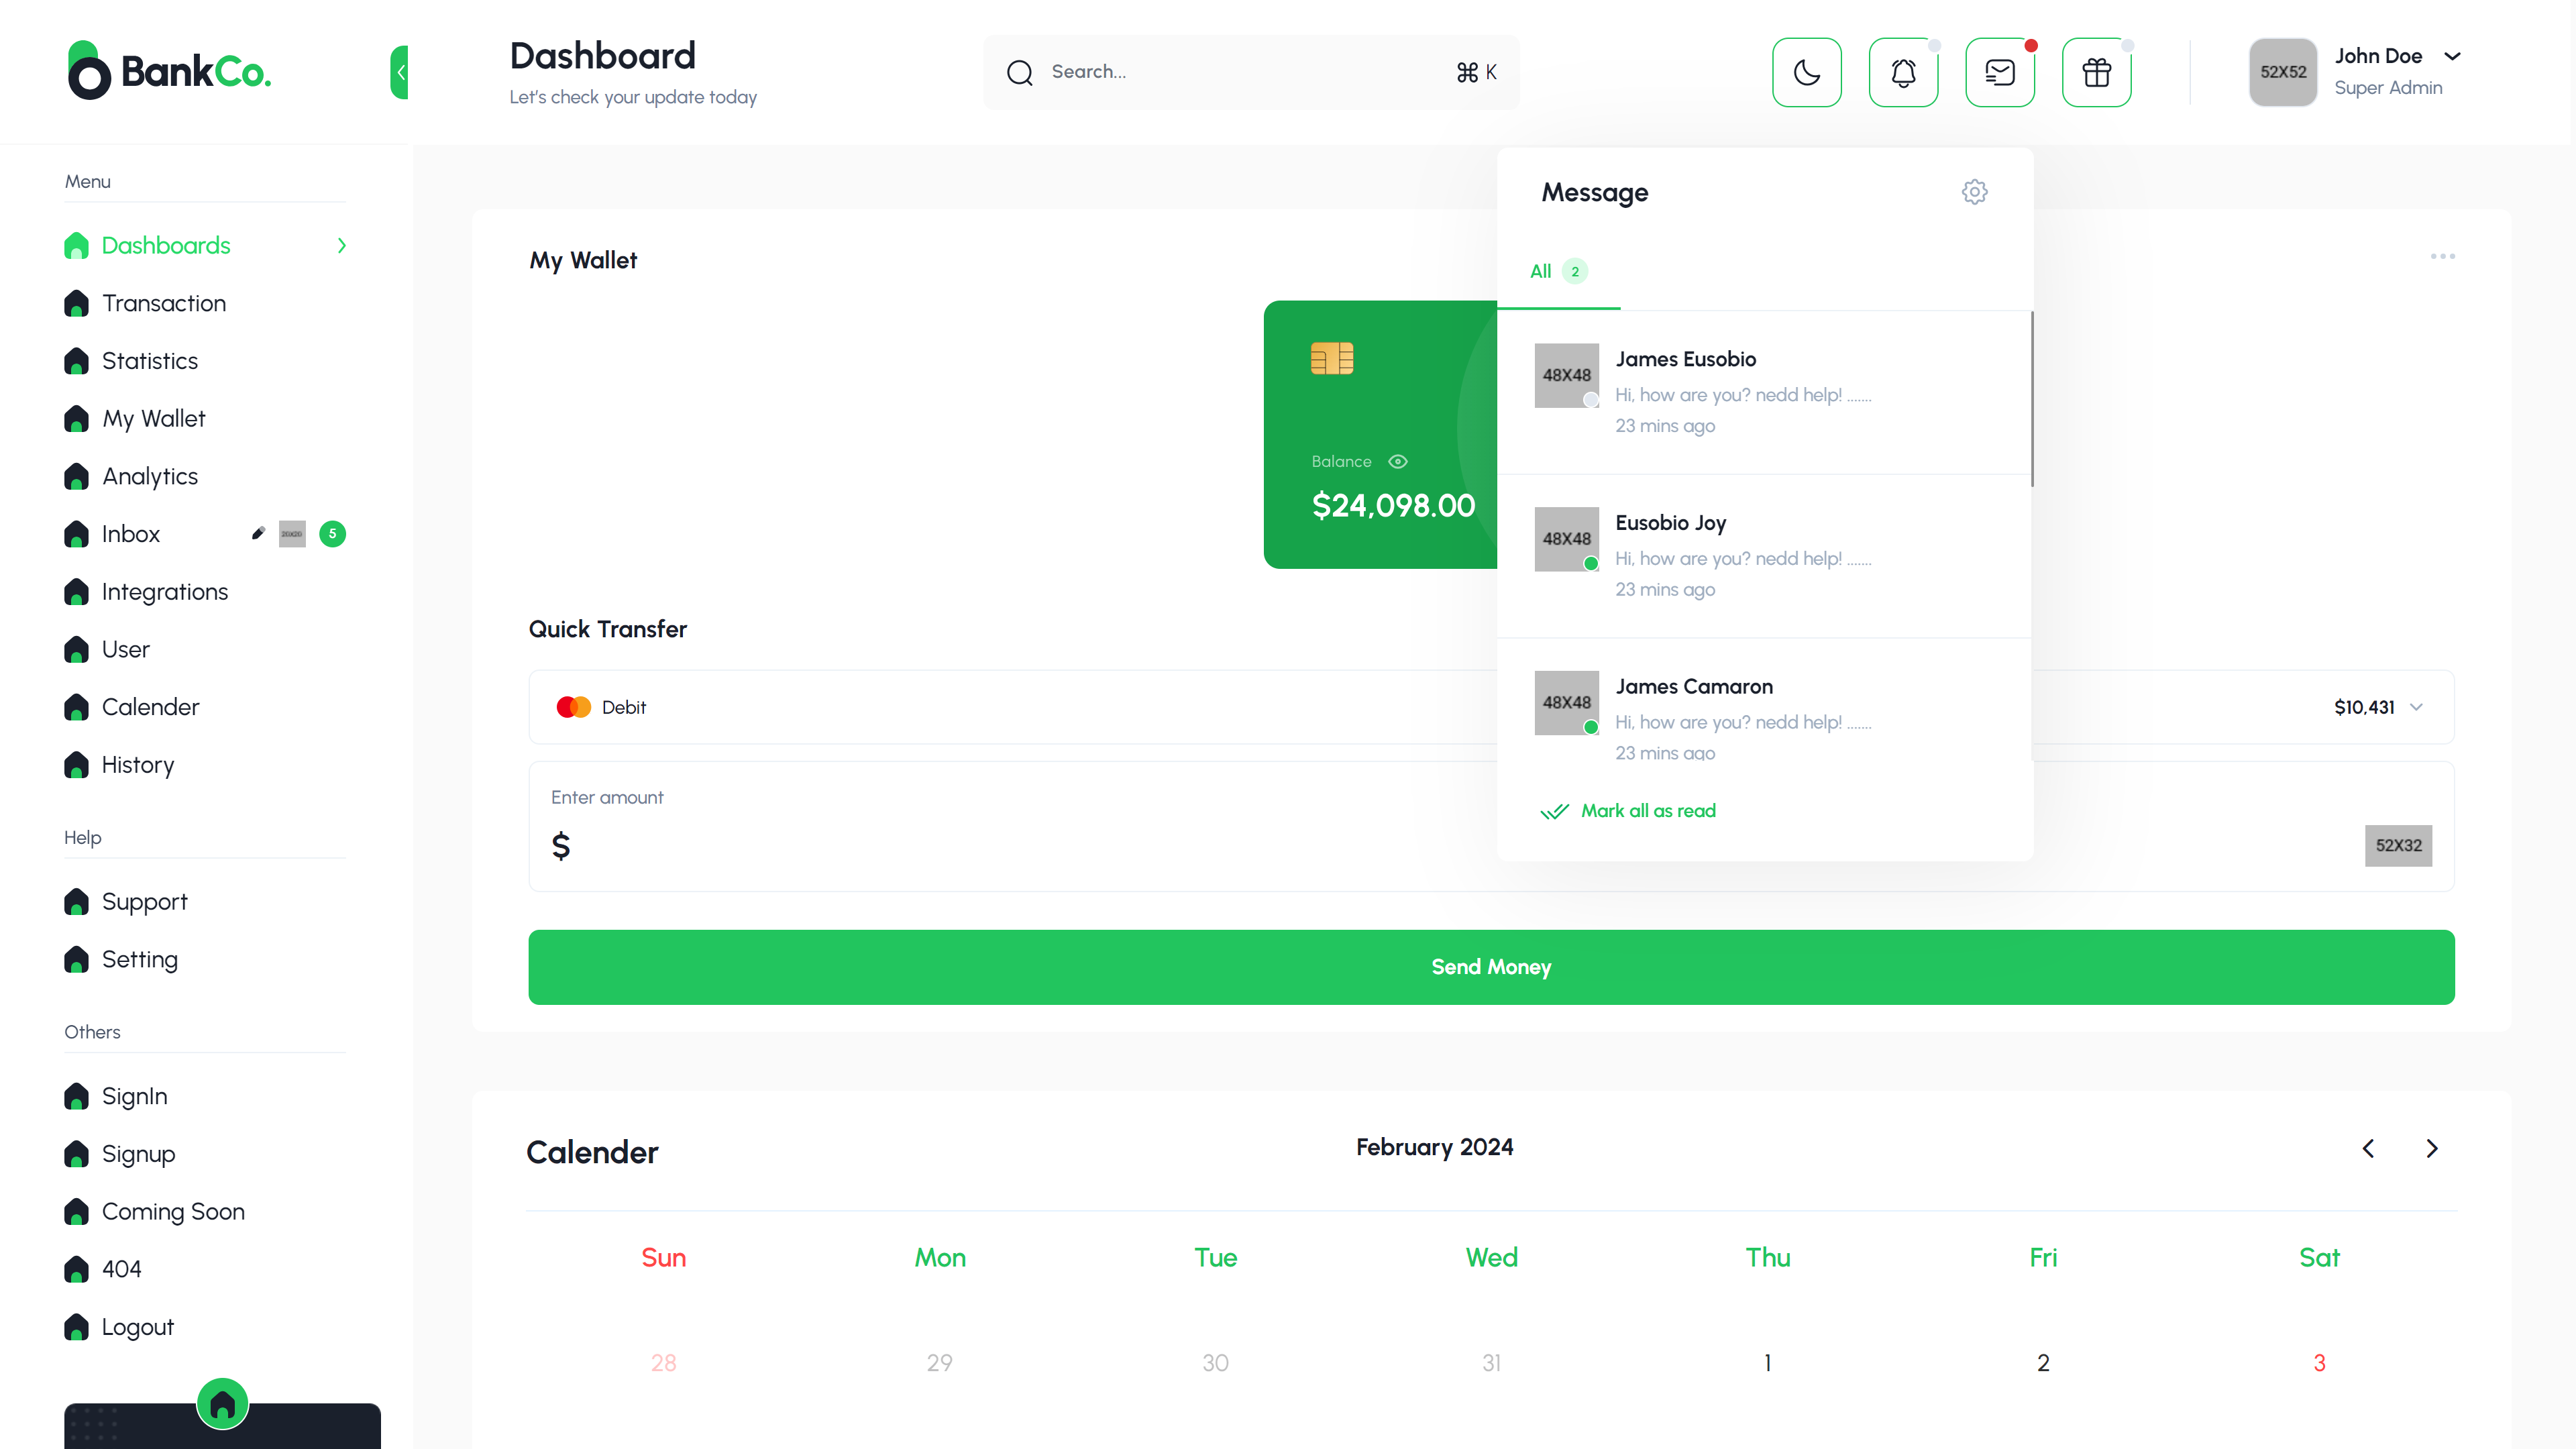 BankCo.
Dashboard
Let's check your update today
Search...
⌘ K
52X52
John Doe
Super Admin
Menu
Dashboards
Transaction
Statistics
My Wallet
Analytics
Inbox
20X20
5
Integrations
User
Calender
History
Help
Support
Setting
Others
SignIn
Signup
Coming Soon
404
Logout
My Wallet
Balance
$24,098.00
Quick Transfer
Debit
$10,431
Enter amount
$
52X32
Send Money
Message
All 2
48X48
James Eusobio
Hi, how are you? nedd help! .......
23 mins ago
48X48
Eusobio Joy
Hi, how are you? nedd help! .......
23 mins ago
48X48
James Camaron
Hi, how are you? nedd help! .......
23 mins ago
Mark all as read
Calender
February 2024
Sun Mon Tue Wed Thu Fri Sat
28 29 30 31 1 2 3